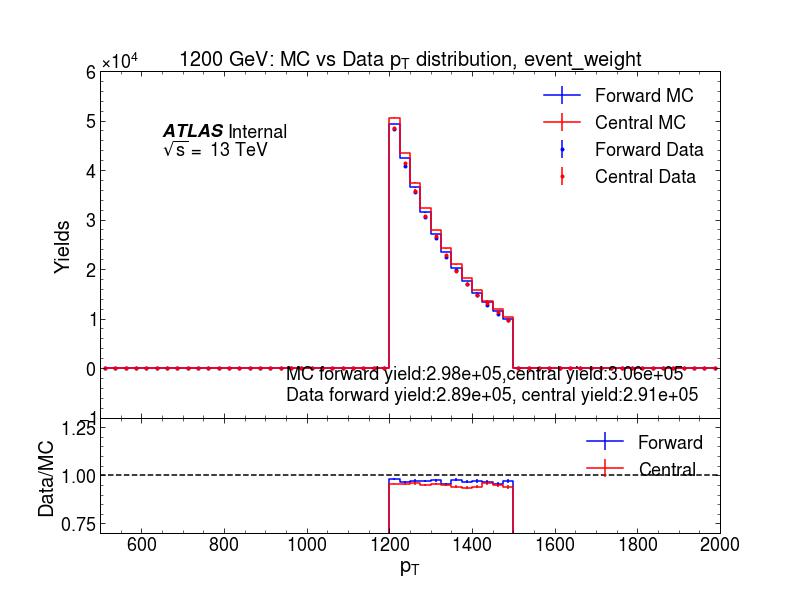 ×10⁴
1200 GeV: MC vs Data p_T distribution, event_weight
6
5
4
3
2
1
0
−1
Yields
ATLAS Internal
√s = 13 TeV
Forward MC
Central MC
Forward Data
Central Data
MC forward yield:2.98e+05,central yield:3.06e+05
Data forward yield:2.89e+05, central yield:2.91e+05
1.25
1.00
0.75
Data/MC
Forward
Central
600 800 1000 1200 1400 1600 1800 2000
p_T